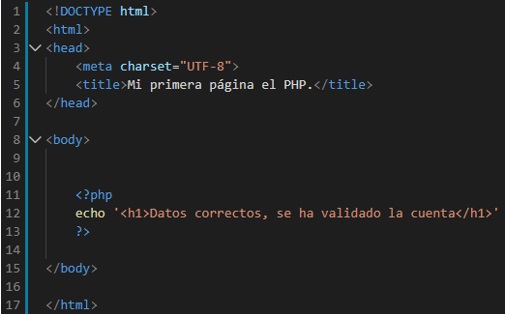 1 <!DOCTYPE html>
2 <html>
3 <head>
4 <meta charset="UTF-8">
5 <title>Mi primera página el PHP.</title>
6 </head>
7
8 <body>
9
10
11 <?php
12 echo '<h1>Datos correctos, se ha validado la cuenta</h1>'
13 ?>
14
15 </body>
16
17 </html>